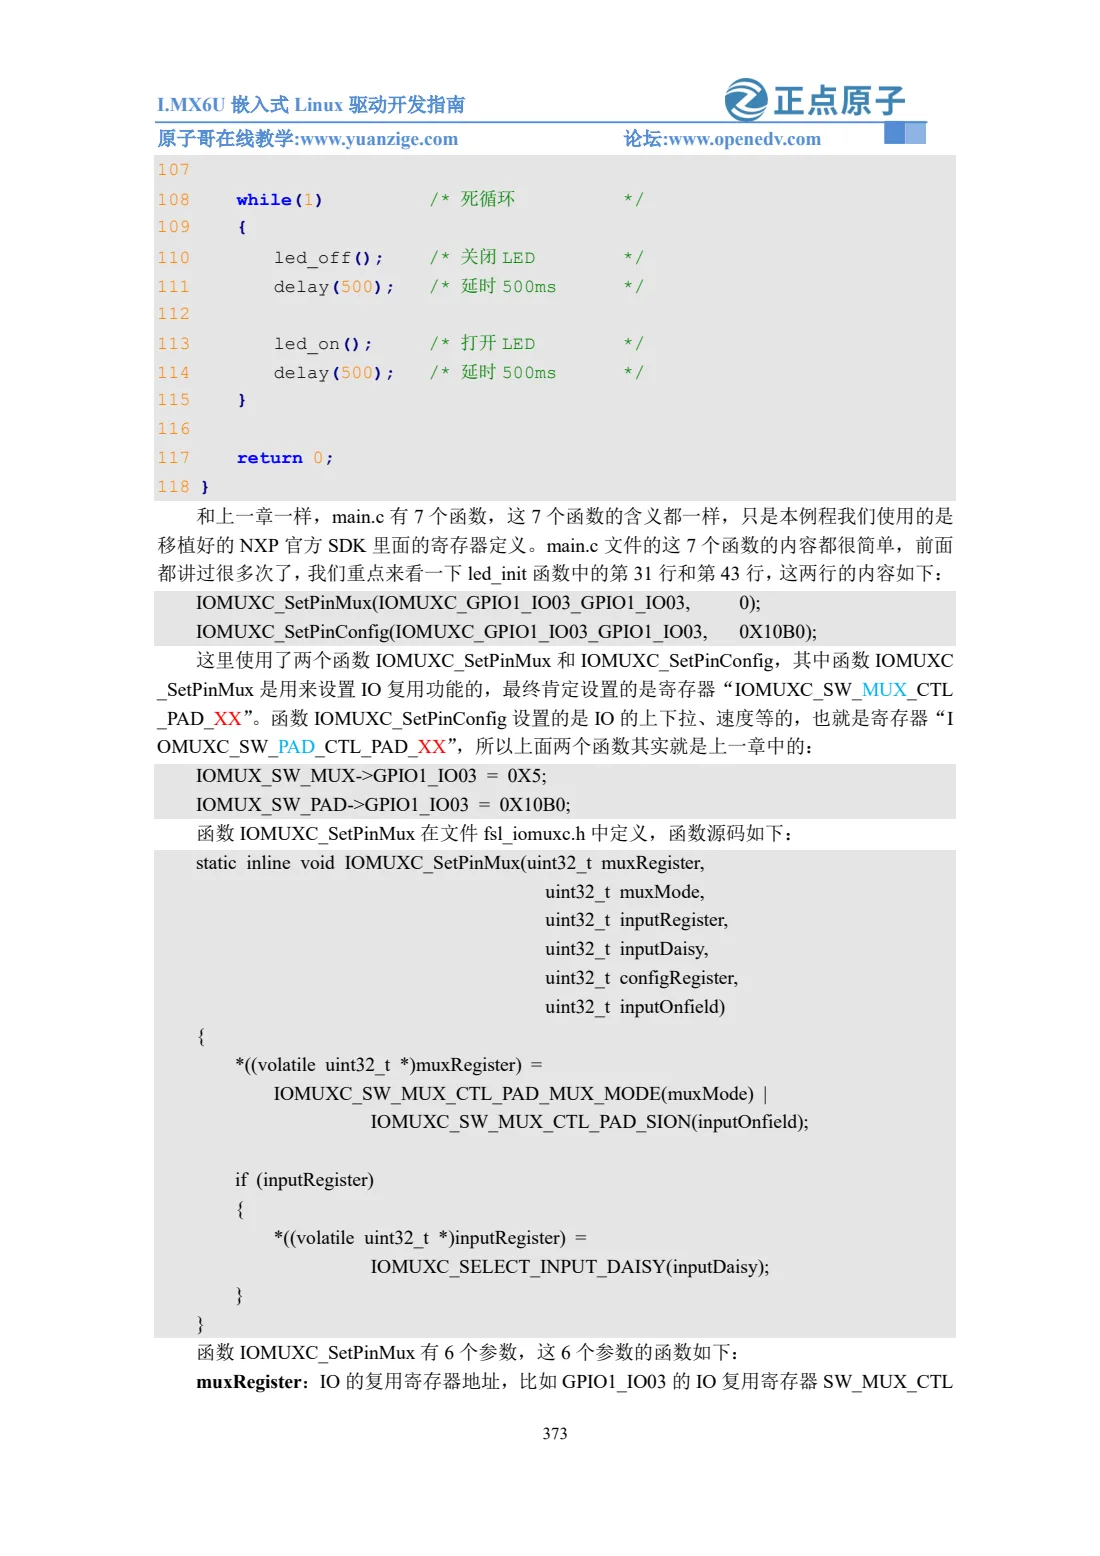 I.MX6U 嵌入式 Linux 驱动开发指南
正点原子
原子哥在线教学:www.yuanzige.com 论坛:www.openedv.com
107
108 while(1) /* 死循环 */
109 {
110 led_off(); /* 关闭 LED */
111 delay(500); /* 延时 500ms */
112
113 led_on(); /* 打开 LED */
114 delay(500); /* 延时 500ms */
115 }
116
117 return 0;
118 }
和上一章一样，main.c 有 7 个函数，这 7 个函数的含义都一样，只是本例程我们使用的是
移植好的 NXP 官方 SDK 里面的寄存器定义。main.c 文件的这 7 个函数的内容都很简单，前面
都讲过很多次了，我们重点来看一下 led_init 函数中的第 31 行和第 43 行，这两行的内容如下：
IOMUXC_SetPinMux(IOMUXC_GPIO1_IO03_GPIO1_IO03, 0);
IOMUXC_SetPinConfig(IOMUXC_GPIO1_IO03_GPIO1_IO03, 0X10B0);
这里使用了两个函数 IOMUXC_SetPinMux 和 IOMUXC_SetPinConfig，其中函数 IOMUXC
_SetPinMux 是用来设置 IO 复用功能的，最终肯定设置的是寄存器“IOMUXC_SW_MUX_CTL
_PAD_XX”。函数 IOMUXC_SetPinConfig 设置的是 IO 的上下拉、速度等的，也就是寄存器“I
OMUXC_SW_PAD_CTL_PAD_XX”，所以上面两个函数其实就是上一章中的：
IOMUX_SW_MUX->GPIO1_IO03 = 0X5;
IOMUX_SW_PAD->GPIO1_IO03 = 0X10B0;
函数 IOMUXC_SetPinMux 在文件 fsl_iomuxc.h 中定义，函数源码如下：
static inline void IOMUXC_SetPinMux(uint32_t muxRegister,
uint32_t muxMode,
uint32_t inputRegister,
uint32_t inputDaisy,
uint32_t configRegister,
uint32_t inputOnfield)
{
*((volatile uint32_t *)muxRegister) =
IOMUXC_SW_MUX_CTL_PAD_MUX_MODE(muxMode) |
IOMUXC_SW_MUX_CTL_PAD_SION(inputOnfield);
if (inputRegister)
{
*((volatile uint32_t *)inputRegister) =
IOMUXC_SELECT_INPUT_DAISY(inputDaisy);
}
}
函数 IOMUXC_SetPinMux 有 6 个参数，这 6 个参数的函数如下：
muxRegister：IO 的复用寄存器地址，比如 GPIO1_IO03 的 IO 复用寄存器 SW_MUX_CTL
373